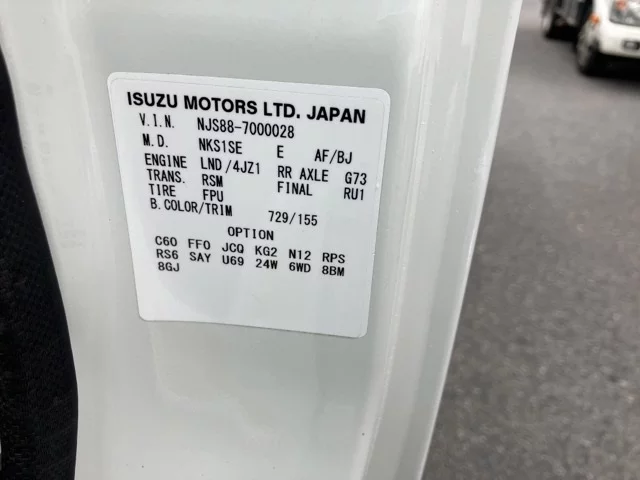 ISUZU MOTORS LTD. JAPAN
V.I.N. NJS88-7000028
M.D. NKS1SE E AF/BJ
ENGINE LND/4JZ1 RR AXLE G73
TRANS. RSM FINAL RU1
TIRE FPU
B.COLOR/TRIM 729/155
OPTION
C60 FF0 JCQ KG2 N12 RPS
RS6 SAY U69 24W 6WD 8BM
8GJ